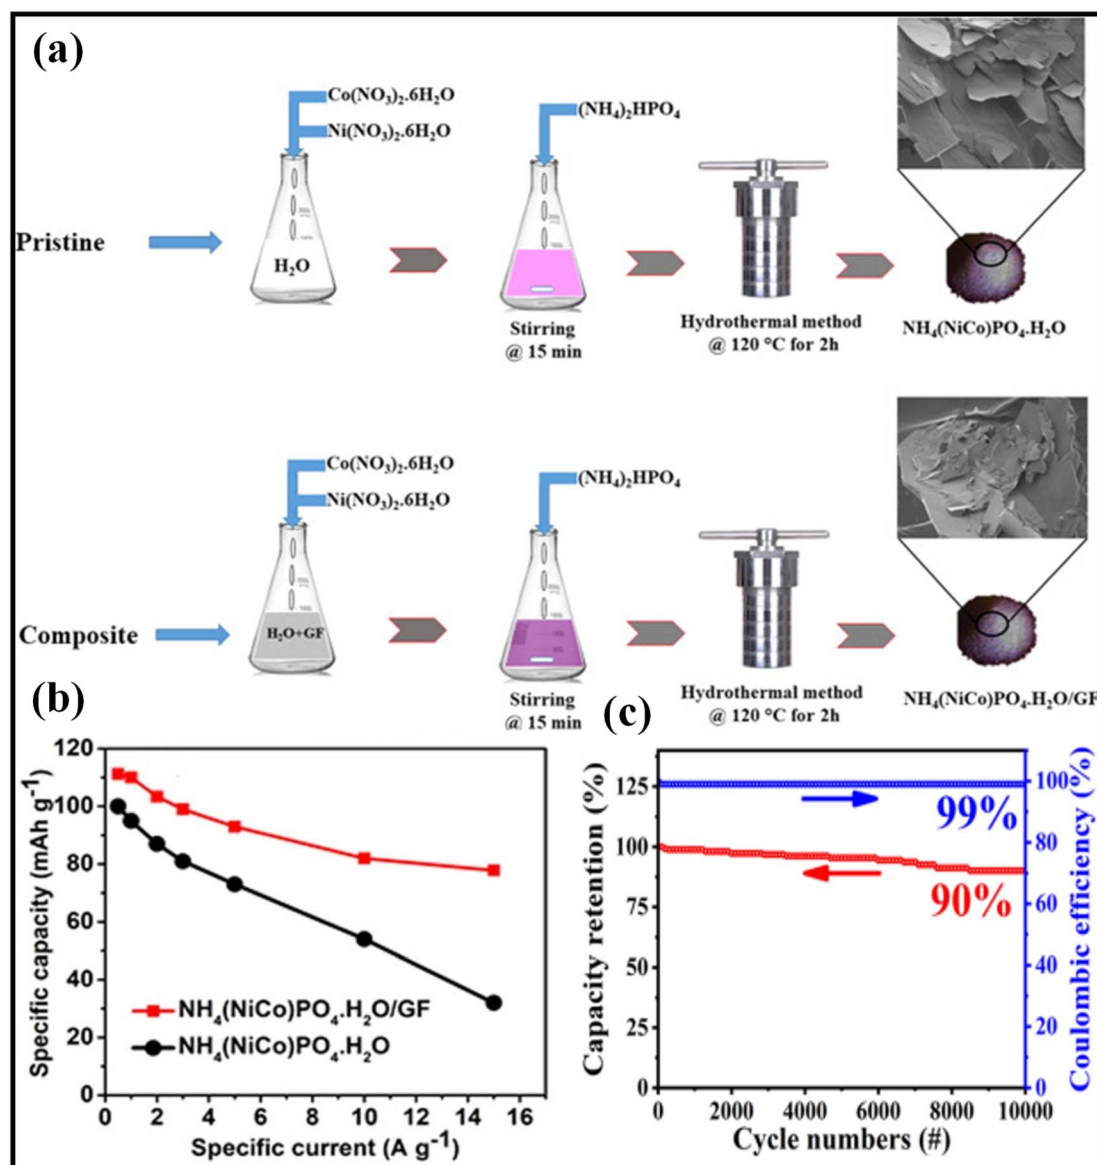 (a)
Co(NO₃)₂.6H₂O
Ni(NO₃)₂.6H₂O
(NH₄)₂HPO₄
Pristine
H₂O
Stirring
@ 15 min
Hydrothermal method
@ 120 °C for 2h
NH₄(NiCo)PO₄.H₂O
Co(NO₃)₂.6H₂O
Ni(NO₃)₂.6H₂O
(NH₄)₂HPO₄
Composite
H₂O+GF
Stirring
@ 15 min
Hydrothermal method
@ 120 °C for 2h
NH₄(NiCo)PO₄.H₂O/GF
(b)
Specific capacity (mAh g⁻¹)
120
100
80
60
40
20
0
NH₄(NiCo)PO₄.H₂O/GF
NH₄(NiCo)PO₄.H₂O
0 2 4 6 8 10 12 14 16
Specific current (A g⁻¹)
(c)
Capacity retention (%)
125
100
75
50
25
0
99%
90%
100
80
60
40
20
0
Coulombic efficiency (%)
0 2000 4000 6000 8000 10000
Cycle numbers (#)